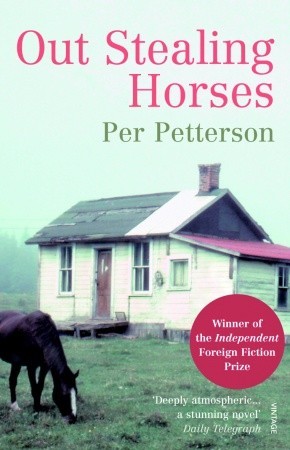 Out Stealing
Horses
Per Petterson
Winner of
the Independent
Foreign Fiction
Prize
'Deeply atmospheric...
a stunning novel'
Daily Telegraph
VINTAGE